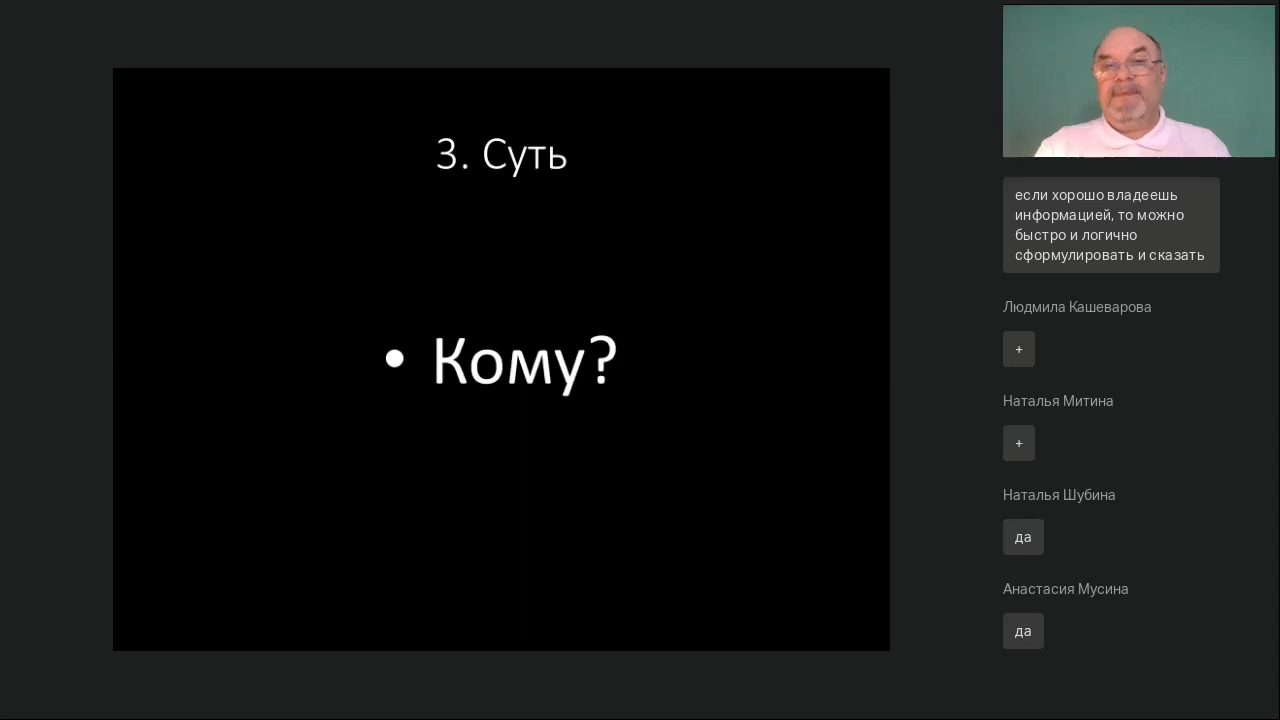 3. Суть
• Кому?
если хорошо владеешь
информацией, то можно
быстро и логично
сформулировать и сказать
Людмила Кашеварова
+
Наталья Митина
+
Наталья Шубина
да
Анастасия Мусина
да